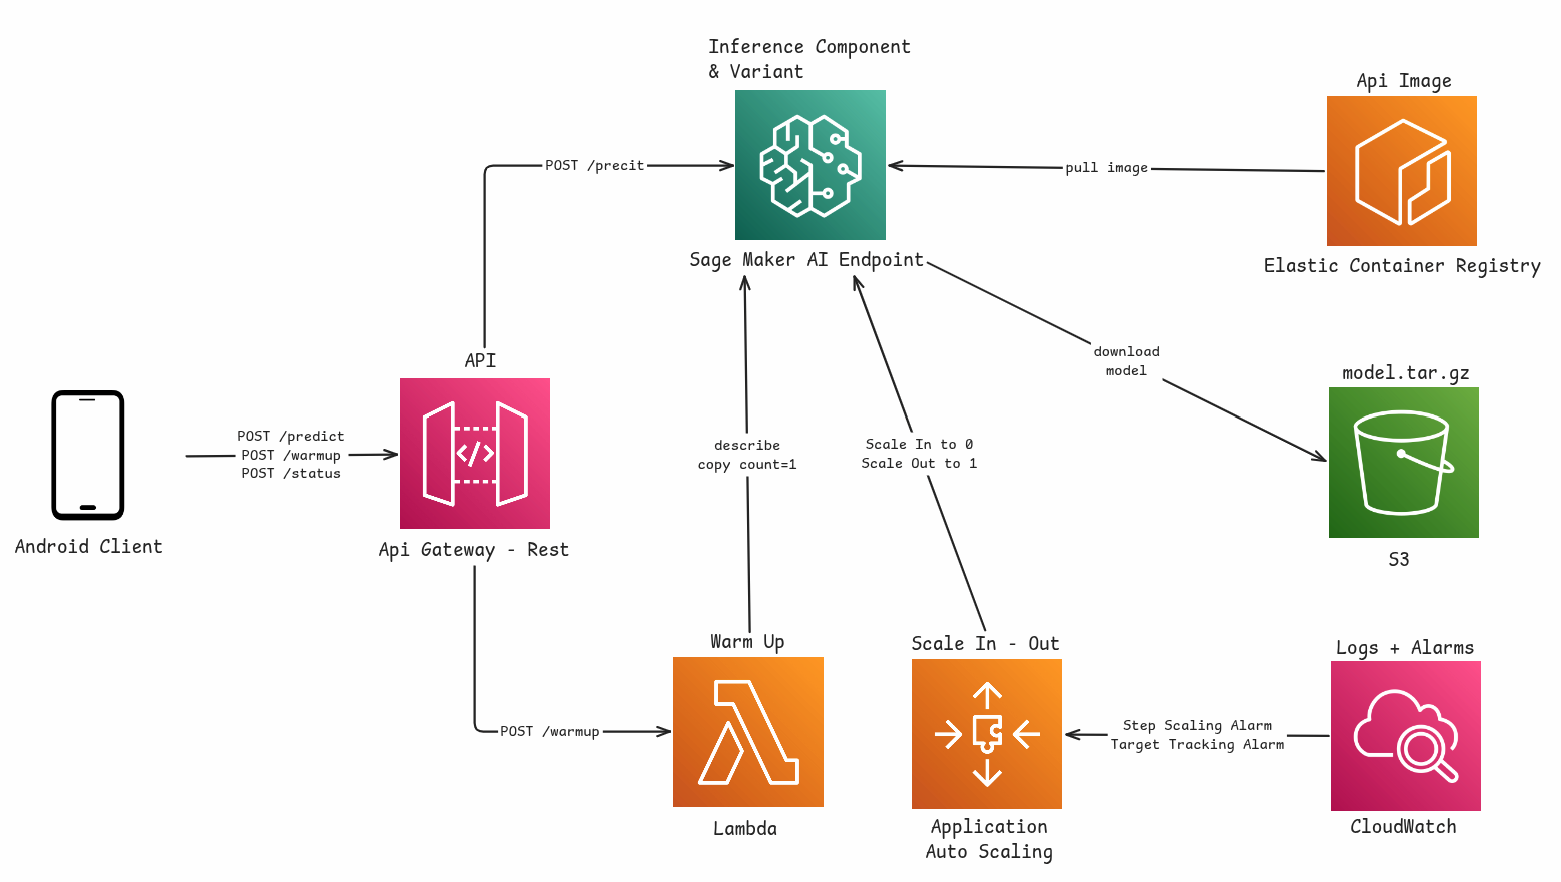 Inference Component
& Variant
Api Image
POST /precit
pull image
Sage Maker AI Endpoint
Elastic Container Registry
API
download
model
model.tar.gz
POST /predict
POST /warmup
POST /status
describe
copy count=1
Scale In to 0
Scale Out to 1
Android Client
Api Gateway - Rest
S3
Warm Up
Scale In - Out
Logs + Alarms
POST /warmup
Step Scaling Alarm
Target Tracking Alarm
Lambda
Application
Auto Scaling
CloudWatch